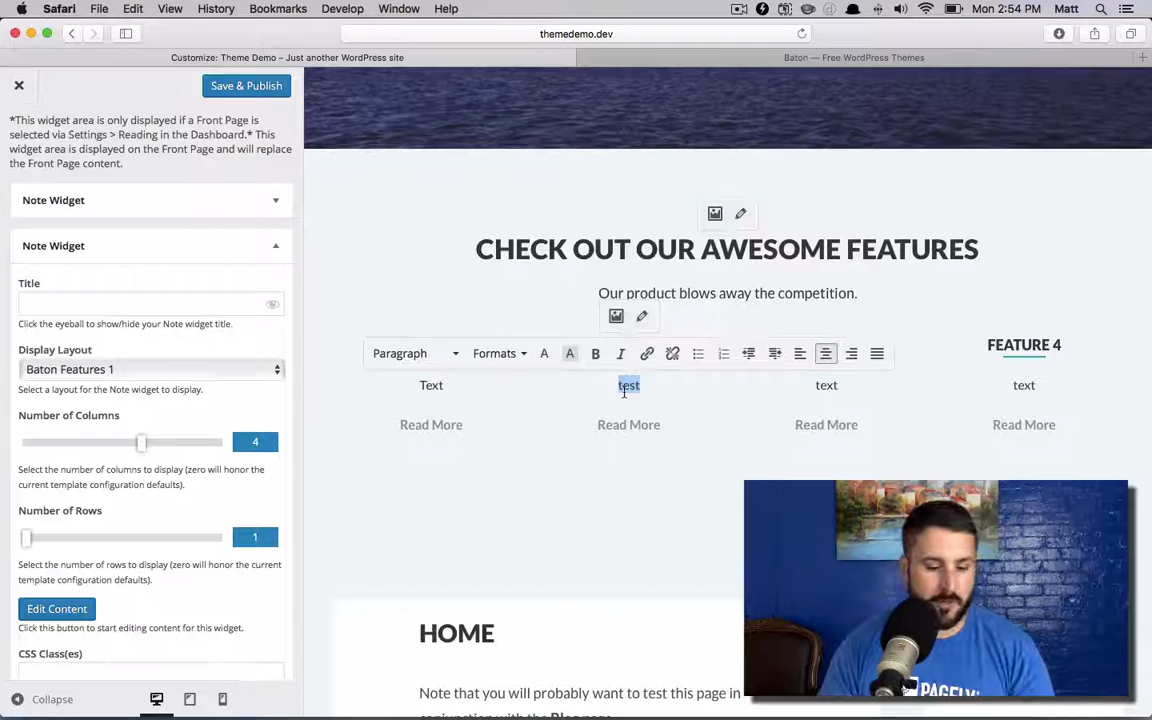 Safari File Edit View History Bookmarks Develop Window Help Mon 2:54 PM Matt
themedemo.dev
Customize: Theme Demo – Just another WordPress site
Baton — Free WordPress Themes
Save & Publish
*This widget area is only displayed if a Front Page is
selected via Settings > Reading in the Dashboard.* This
widget area is displayed on the Front Page and will replace
the Front Page content.
Note Widget
Note Widget
Title
Click the eyeball to show/hide your Note widget title.
Display Layout
Baton Features 1
Select a layout for the Note widget to display.
Number of Columns
4
Select the number of columns to display (zero will honor the
current template configuration defaults).
Number of Rows
1
Select the number of rows to display (zero will honor the current
template configuration defaults).
Edit Content
Click this button to start editing content for this widget.
CSS Class(es)
Collapse
CHECK OUT OUR AWESOME FEATURES
Our product blows away the competition.
Paragraph Formats A A B I
FEATURE 4
Text test text text
Read More Read More Read More Read More
HOME
Note that you will probably want to test this page in
conjunction with the Blog page
PAGELY